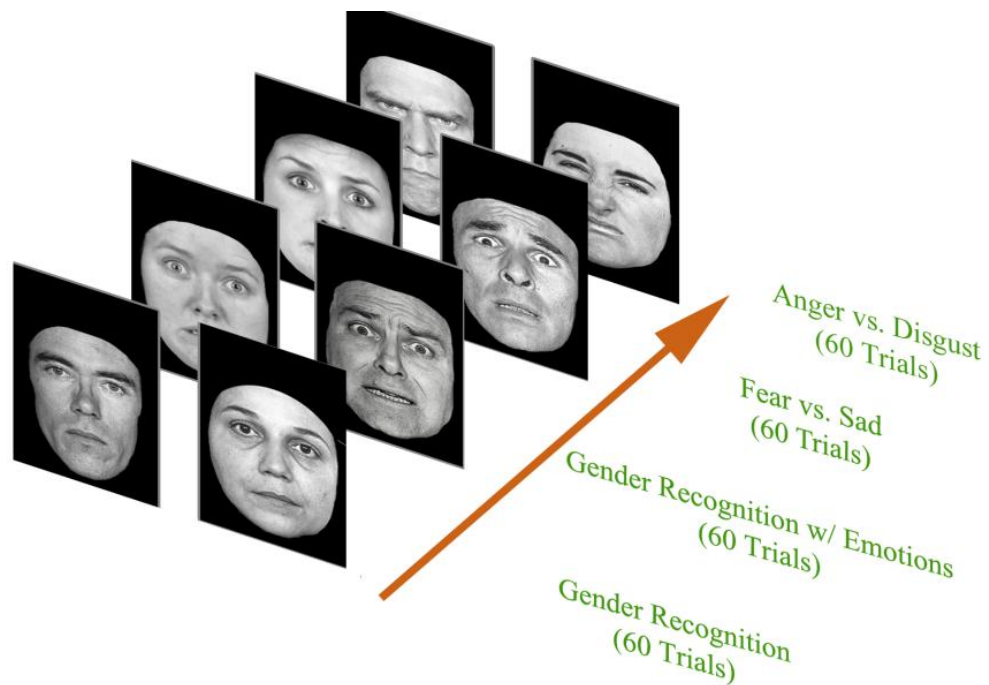 Anger vs. Disgust
(60 Trials)
Fear vs. Sad
(60 Trials)
Gender Recognition w/ Emotions
(60 Trials)
Gender Recognition
(60 Trials)